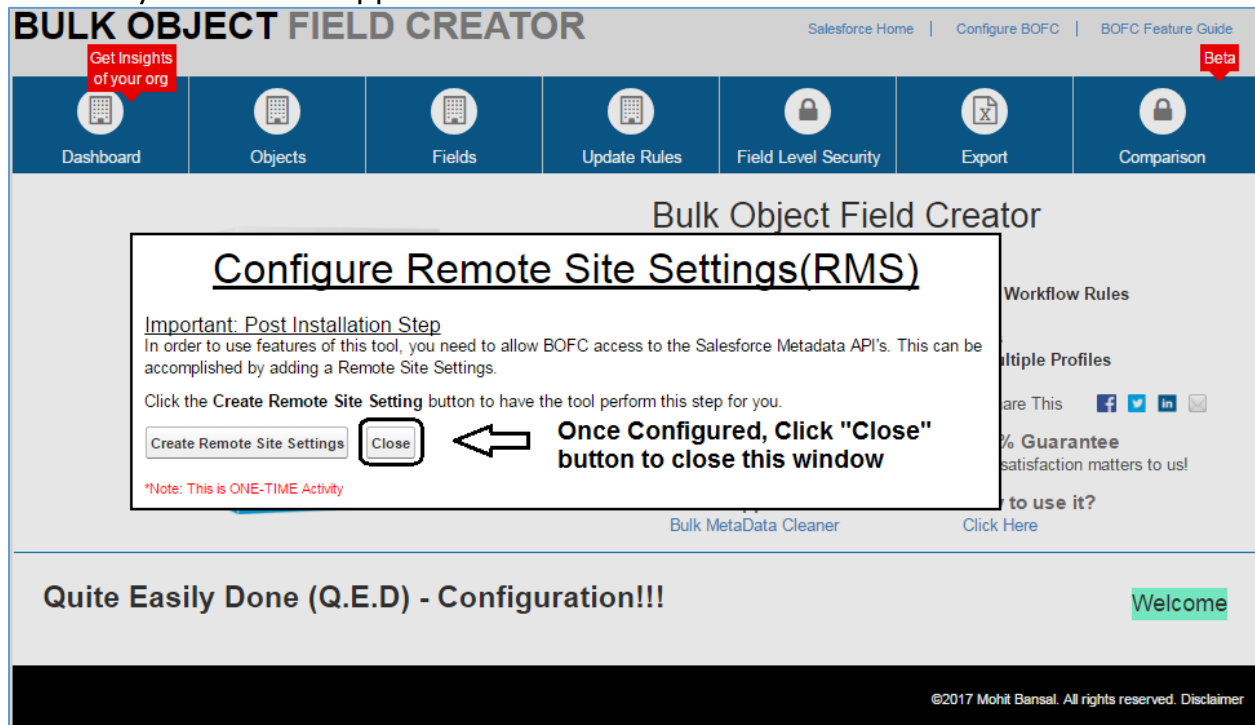 BULK OBJECT FIELD CREATOR
Salesforce Home | Configure BOFC | BOFC Feature Guide
Get Insights
of your org
Beta
Dashboard
Objects
Fields
Update Rules
Field Level Security
Export
Comparison
Bulk Object Field Creator
Configure Remote Site Settings(RMS)
Workflow Rules
Important: Post Installation Step
In order to use features of this tool, you need to allow BOFC access to the Salesforce Metadata API's. This can be
accomplished by adding a Remote Site Settings.
ultiple Profiles
Click the Create Remote Site Setting button to have the tool perform this step for you.
are This
Create Remote Site Settings
Close
Once Configured, Click "Close"
button to close this window
% Guarantee
satisfaction matters to us!
*Note: This is ONE-TIME Activity
to use it?
Bulk MetaData Cleaner
Click Here
Quite Easily Done (Q.E.D) - Configuration!!!
Welcome
©2017 Mohit Bansal. All rights reserved. Disclaimer